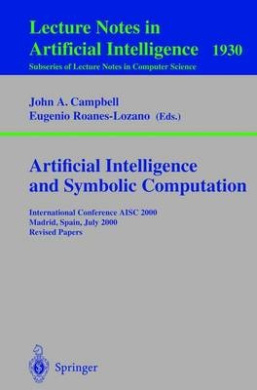 Lecture Notes in
Artificial Intelligence 1930
Subseries of Lecture Notes in Computer Science
John A. Campbell
Eugenio Roanes-Lozano (Eds.)
Artificial Intelligence
and Symbolic Computation
International Conference AISC 2000
Madrid, Spain, July 2000
Revised Papers
Springer